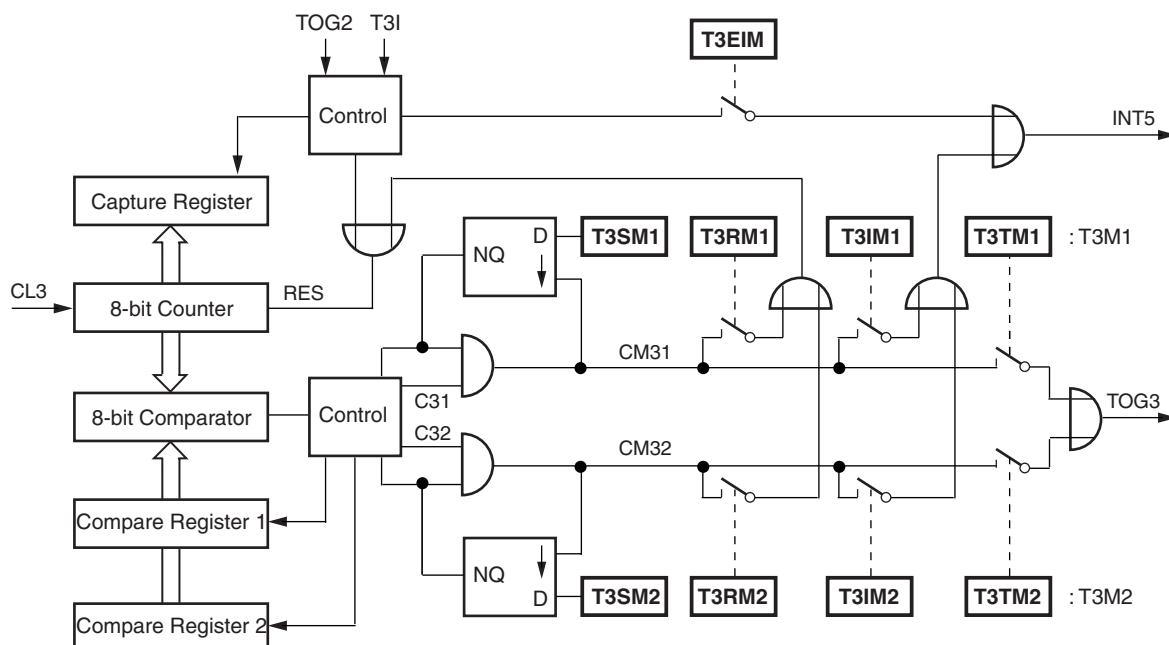 TOG2 T3I
T3EIM
Control
INT5
Capture Register
D
NQ
T3SM1
T3RM1
T3IM1
T3TM1
: T3M1
CL3
8-bit Counter
RES
CM31
8-bit Comparator
Control
C31
C32
TOG3
CM32
Compare Register 1
NQ
D
T3SM2
T3RM2
T3IM2
T3TM2
: T3M2
Compare Register 2